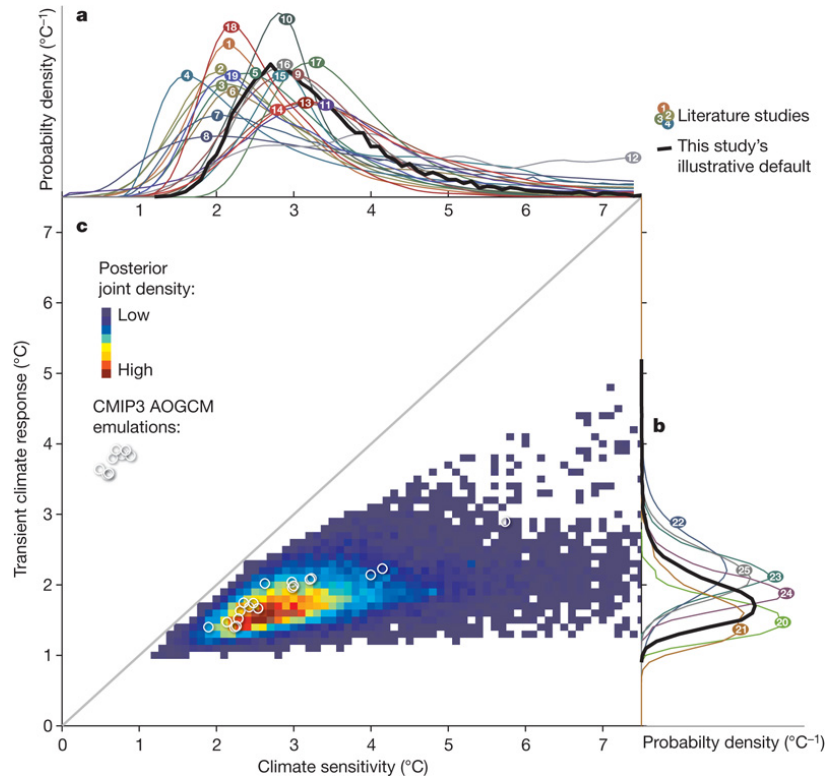 a
Probability density (°C⁻¹)
18
10
1
16
17
4
2
19
5
15
9
3
6
14
13
11
7
8
12
1 2 3 4 5 6 7
1
3 2
4
Literature studies
This study's
illustrative default
c
7
6
5
4
3
2
1
0
Transient climate response (°C)
Posterior
joint density:
Low
High
CMIP3 AOGCM
emulations:
b
22
25
23
24
20
21
0 1 2 3 4 5 6 7
Climate sensitivity (°C)
Probabilty density (°C⁻¹)